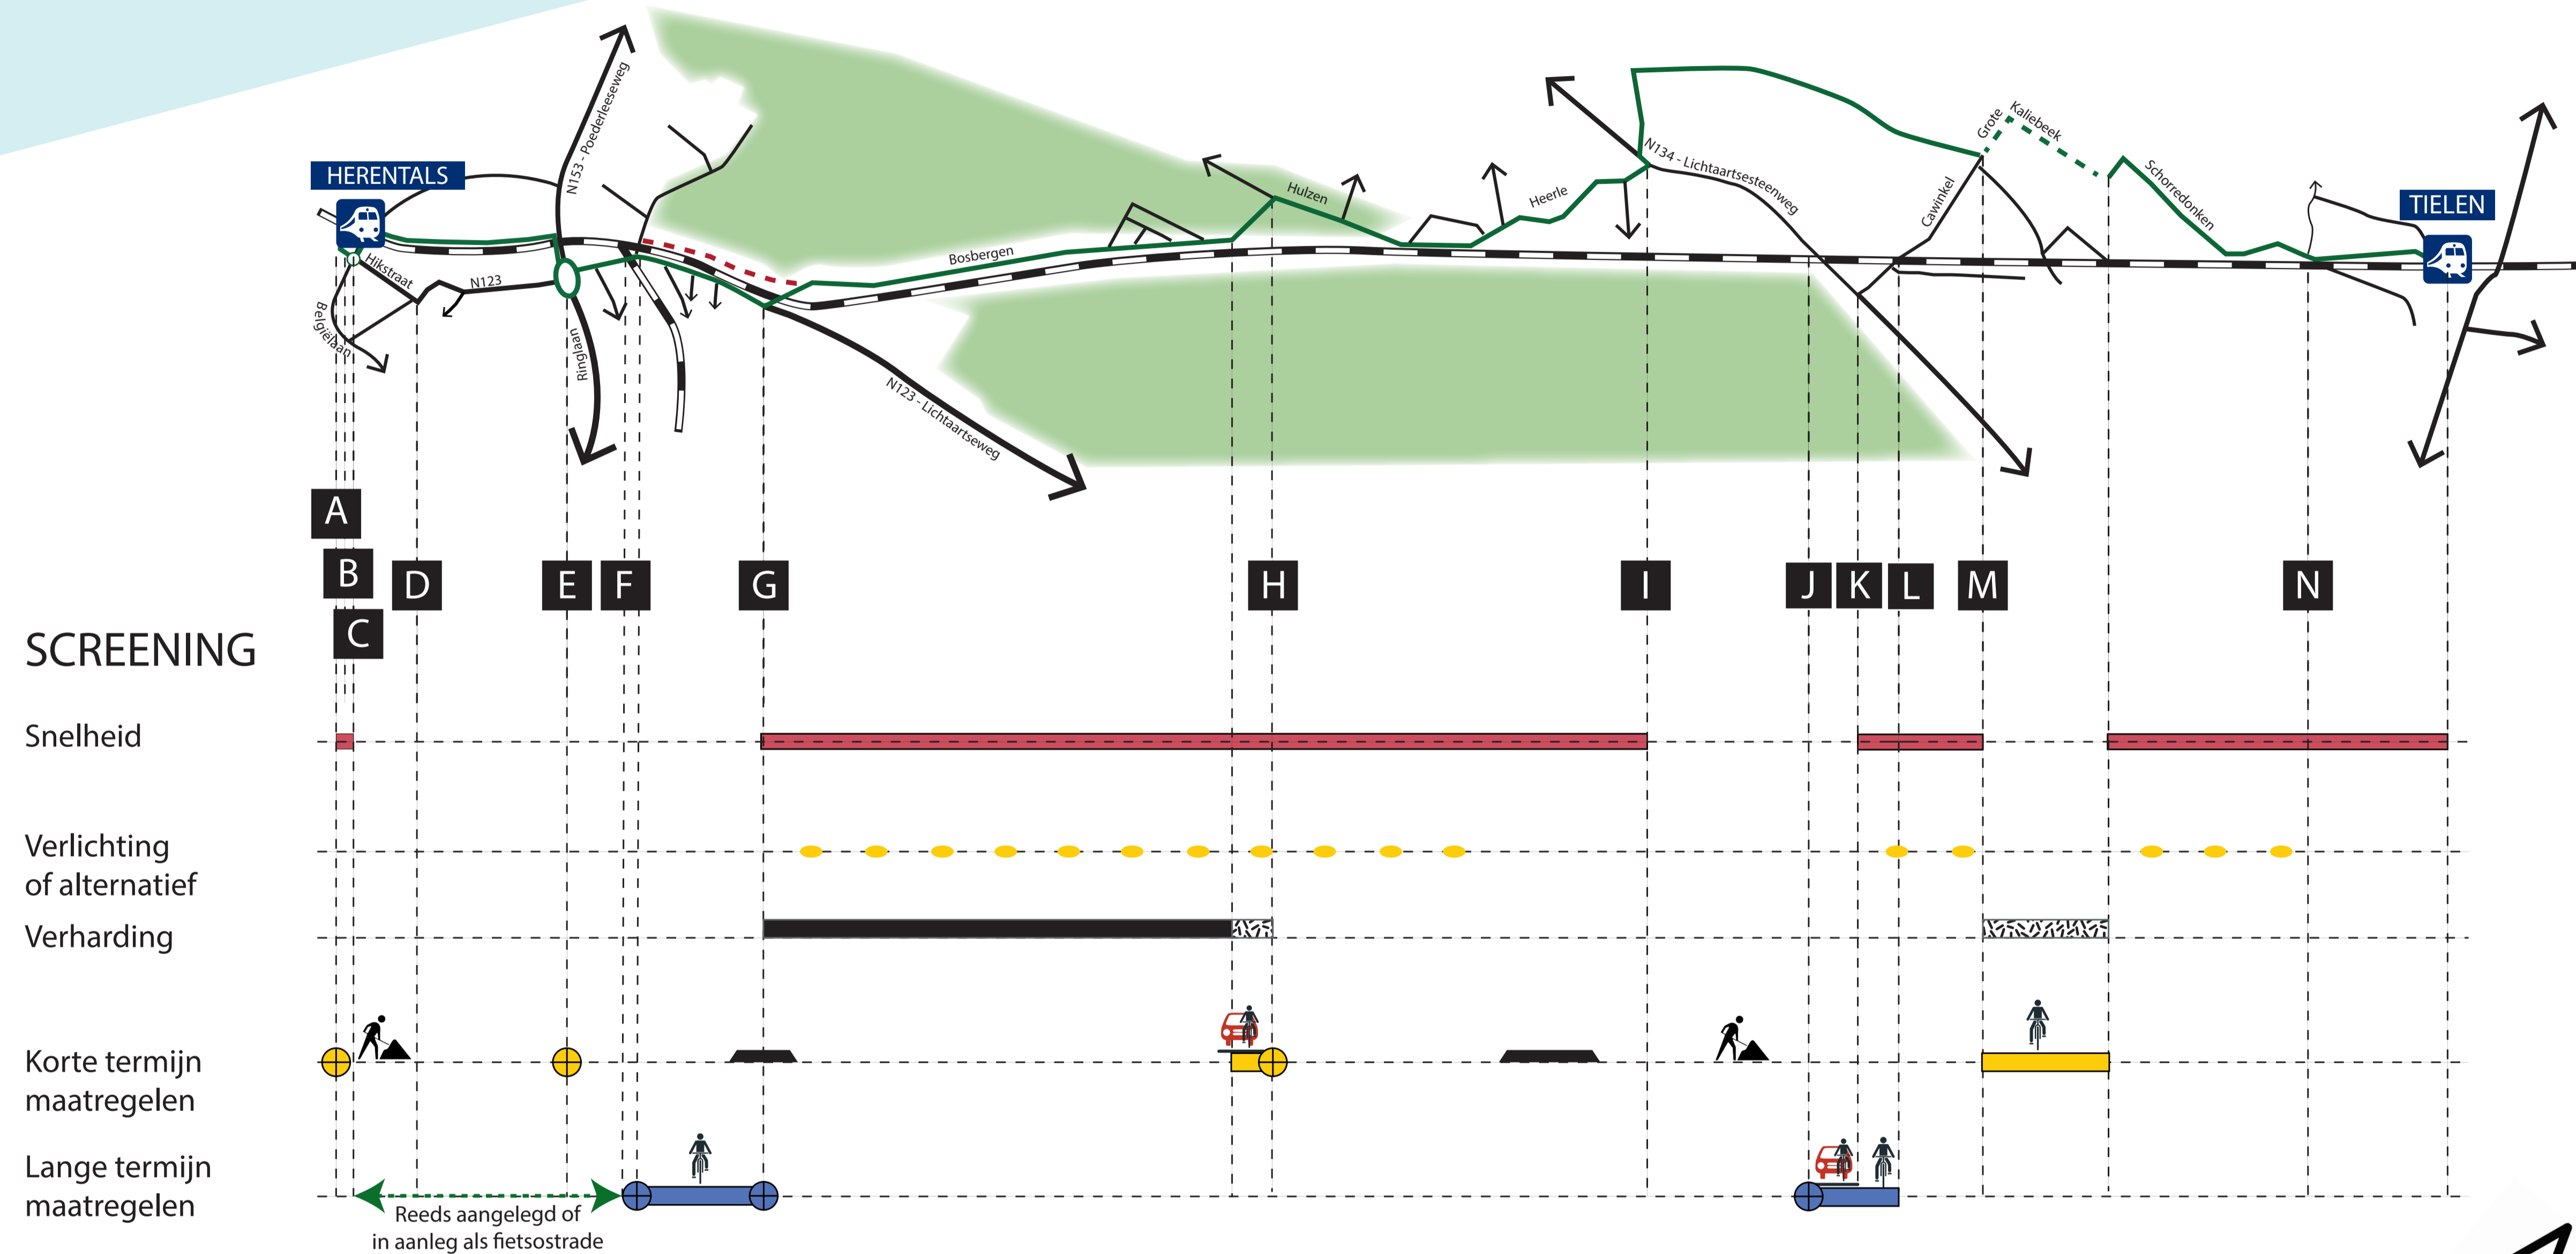 HERENTALS
N153 - Poederleeseweg
Hikstraat
N123
Belgiëlaan
Ringlaan
N123 - Lichtaartseweg
Bosbergen
Hulzen
Heerle
N134 - Lichtaartsesteenweg
Cawinkel
Grote
Kaliebeek
Schorredonken
TIELEN
A
B
C
D
E
F
G
H
I
J
K
L
M
N
SCREENING
Snelheid
Verlichting
of alternatief
Verharding
Korte termijn
maatregelen
Lange termijn
maatregelen
Reeds aangelegd of
in aanleg als fietsostrade